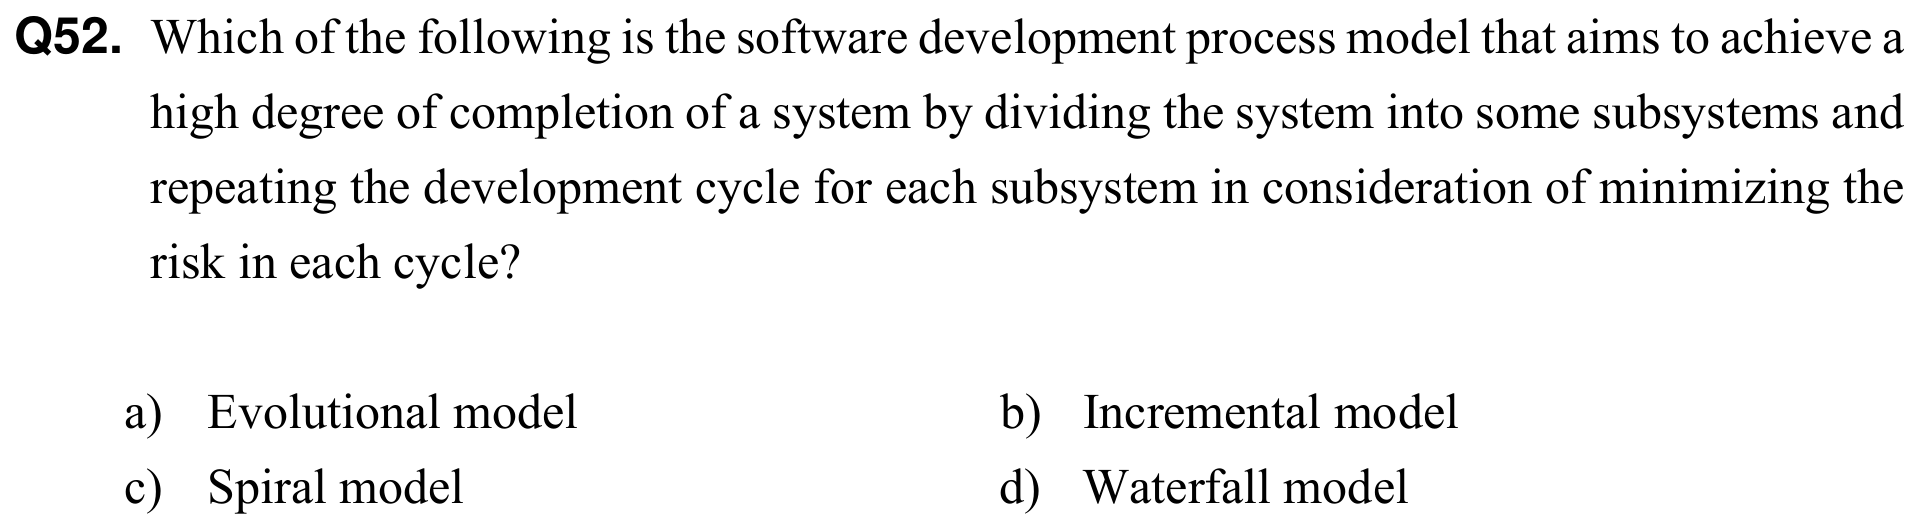 Q52. Which of the following is the software development process model that aims to achieve a
high degree of completion of a system by dividing the system into some subsystems and
repeating the development cycle for each subsystem in consideration of minimizing the
risk in each cycle?
a) Evolutional model b) Incremental model
c) Spiral model d) Waterfall model